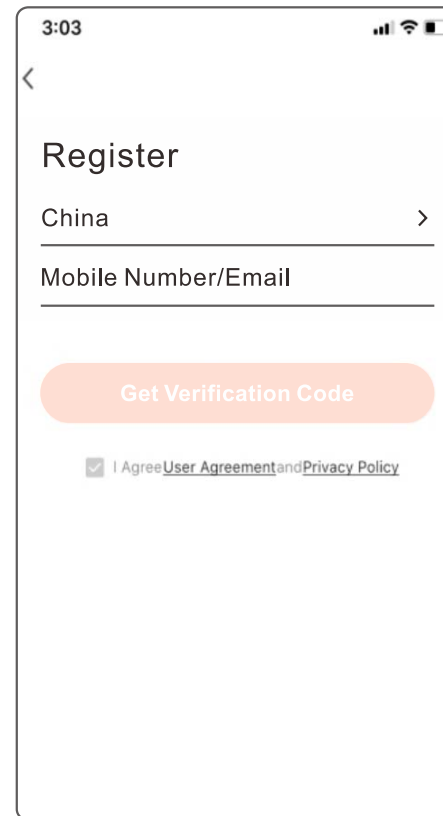 3:03
Register
China
Mobile Number/Email
Get Verification Code
I AgreeUser AgreementandPrivacy Policy